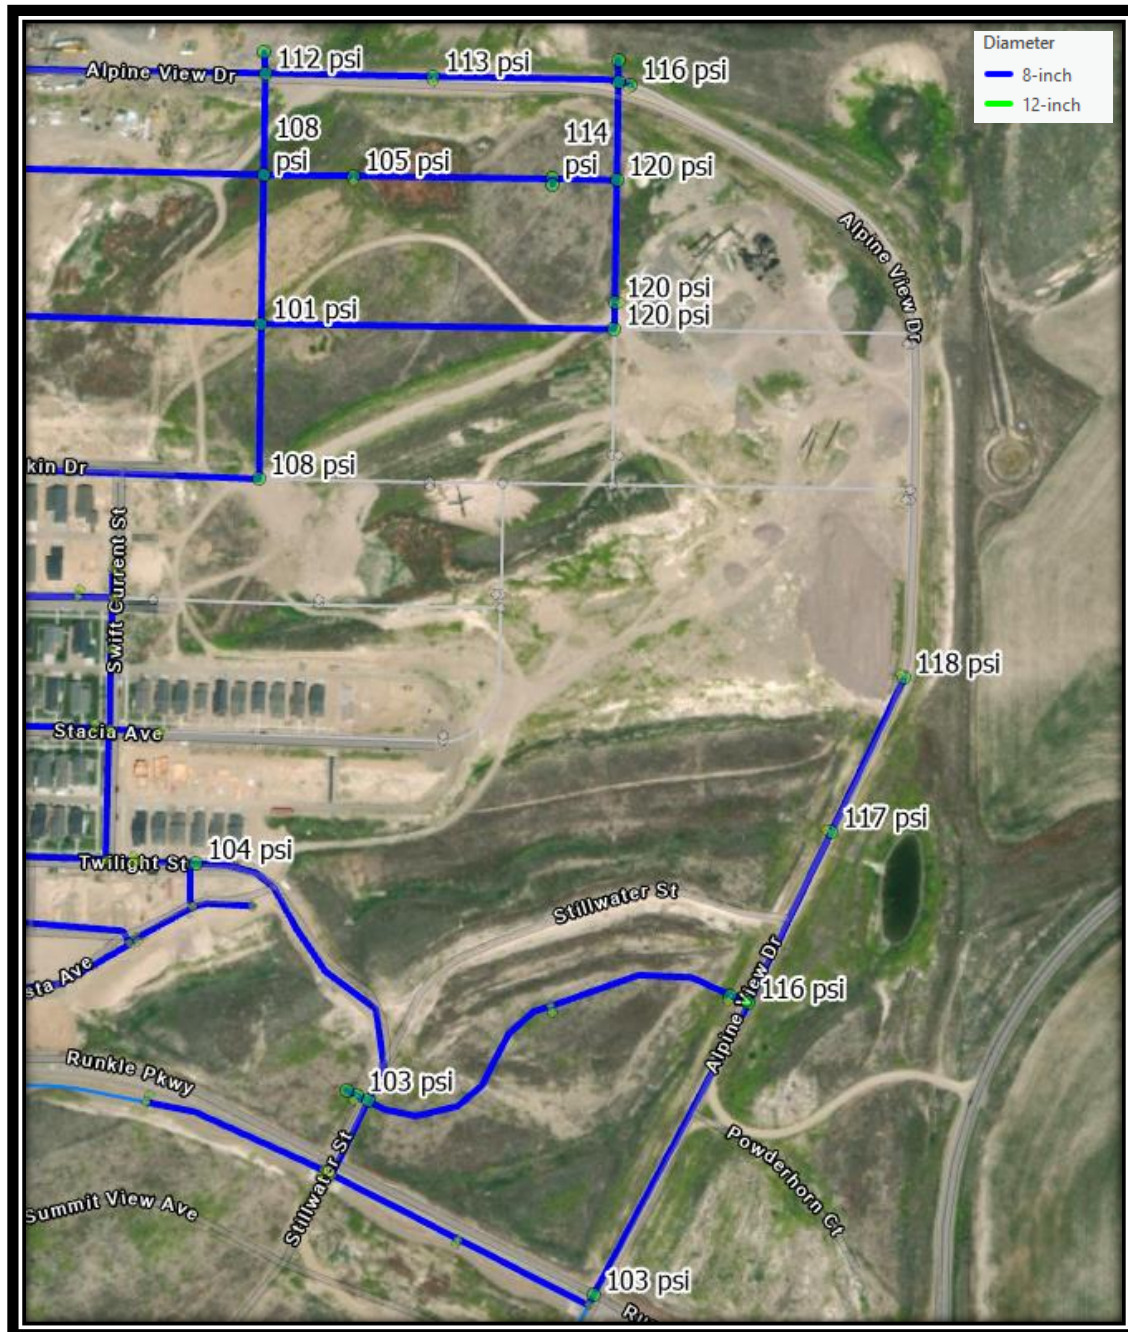 Diameter
8-inch
12-inch
112 psi
113 psi
116 psi
Alpine View Dr
108
psi
105 psi
114
psi
120 psi
Alpine View Dr
120 psi
120 psi
101 psi
kin Dr
108 psi
Swift Current St
118 psi
Stacia Ave
117 psi
104 psi
Twilight St
Stillwater St
sta Ave
116 psi
Alpine View Dr
Runkle Pkwy
103 psi
Powderhorn Ct
Stillwater St
Summit View Ave
103 psi
Ru